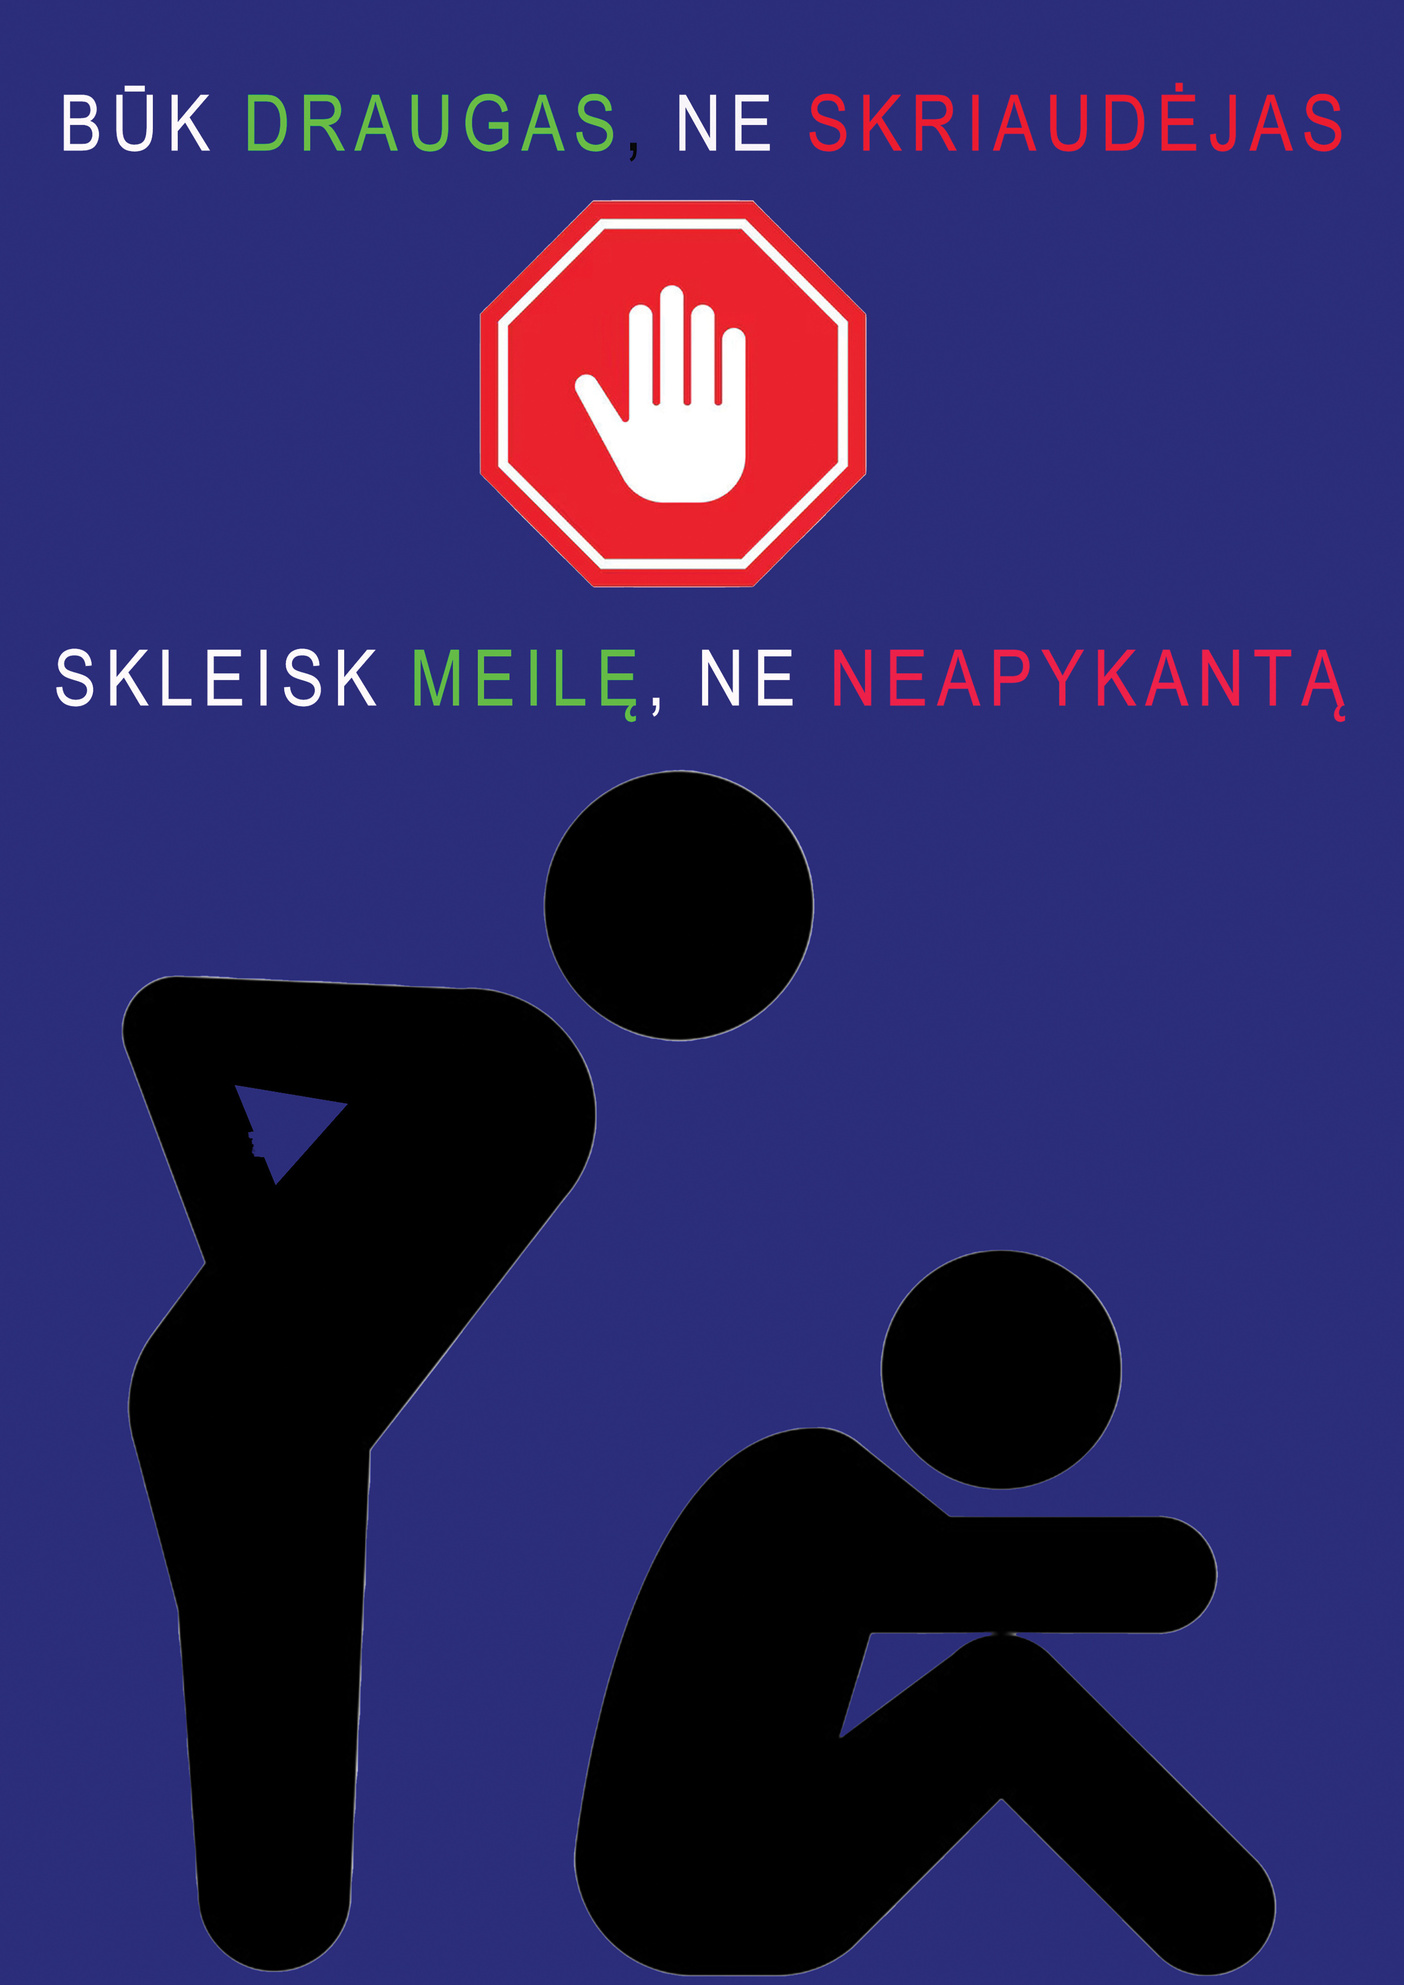 BŪK DRAUGAS, NE SKRIAUDĖJAS
SKLEISK MEILĘ, NE NEAPYKANTĄ